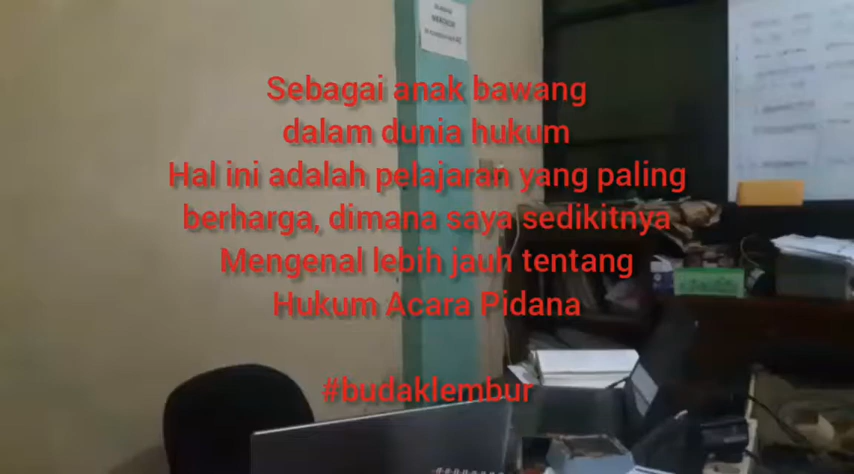 Sebagai anak bawang
dalam dunia hukum
Hal ini adalah pelajaran yang paling
berharga, dimana saya sedikitnya
Mengenal lebih jauh tentang
Hukum Acara Pidana
#budaklembur